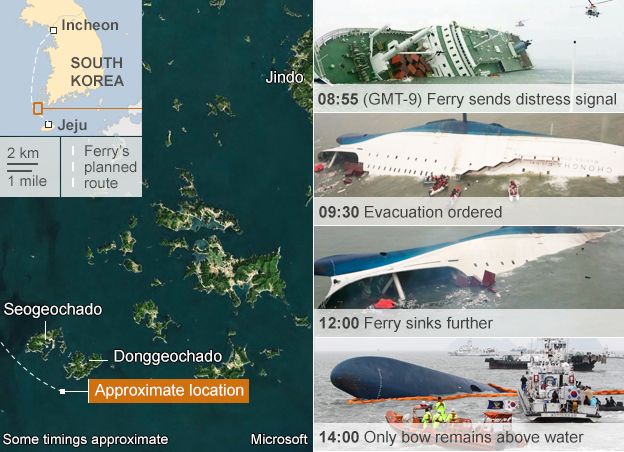 Incheon
SOUTH
KOREA
Jeju
2 km
1 mile
Ferry's
planned
route
Jindo
Seogeochado
Donggeochado
Approximate location
Some timings approximate
Microsoft
08:55 (GMT-9) Ferry sends distress signal
CHONGHA
09:30 Evacuation ordered
12:00 Ferry sinks further
14:00 Only bow remains above water